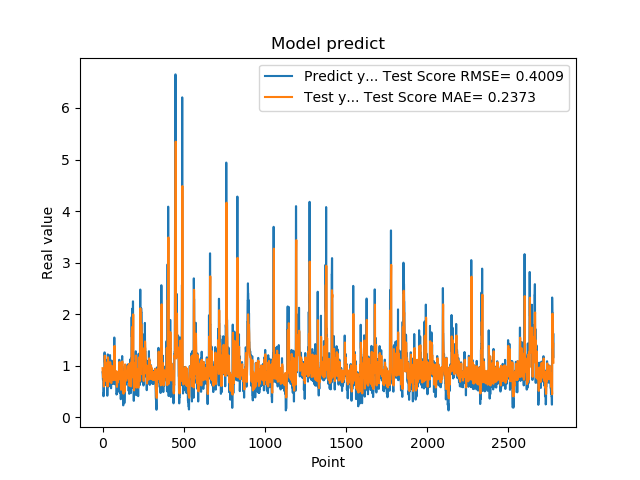 Model predict
Predict y... Test Score RMSE= 0.4009
Test y... Test Score MAE= 0.2373
6
5
4
3
2
1
0
Real value
0 500 1000 1500 2000 2500
Point